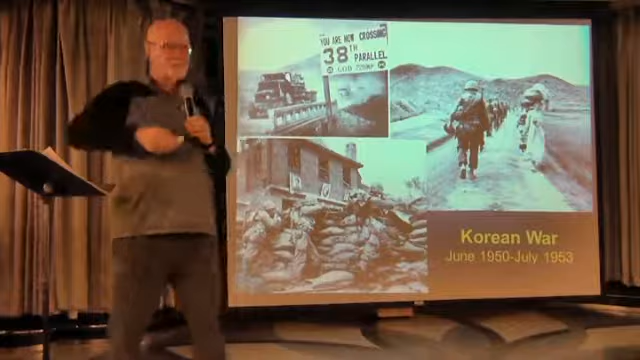 YOU ARE NOW CROSSING
38TH PARALLEL
Korean War
June 1950-July 1953